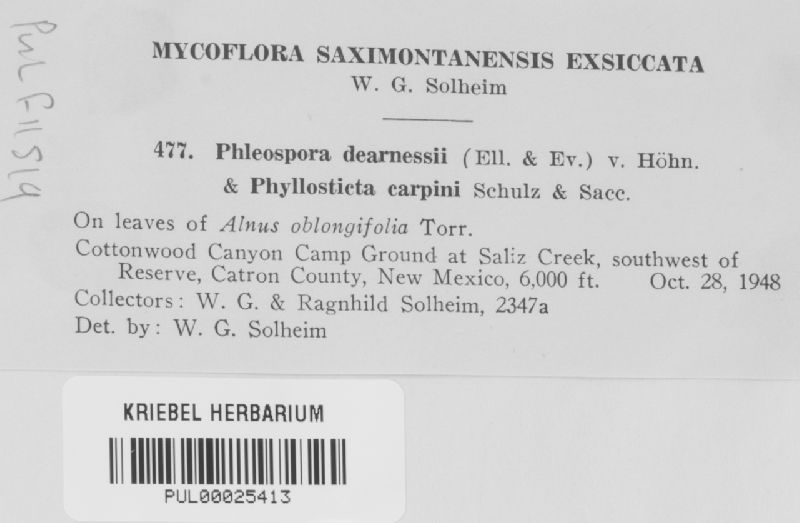 PUL F11519
MYCOFLORA SAXIMONTANENSIS EXSICCATA
W. G. Solheim
477. Phleospora dearnessii (Ell. & Ev.) v. Höhn.
& Phyllosticta carpini Schulz & Sacc.
On leaves of Alnus oblongifolia Torr.
Cottonwood Canyon Camp Ground at Saliz Creek, southwest of
Reserve, Catron County, New Mexico, 6,000 ft. Oct. 28, 1948
Collectors: W. G. & Ragnhild Solheim, 2347a
Det. by: W. G. Solheim
KRIEBEL HERBARIUM
PUL00025413